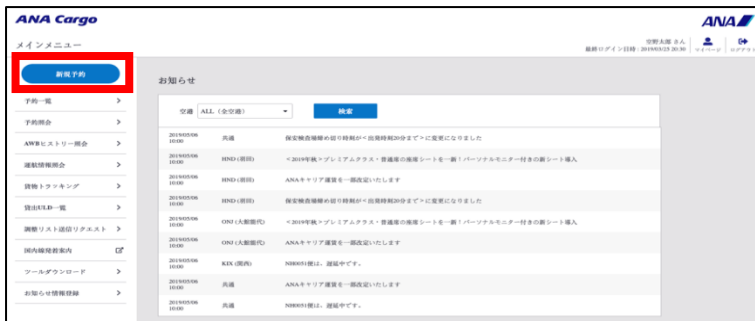 ANA Cargo
ANA
メインメニュー
空野太郎 さん
最終ログイン日時 : 2019/03/25 20:30
マイページ
ログアウト
新規予約
予約一覧
予約照会
AWBヒストリー照会
運航情報照会
貨物トラッキング
貸出ULD一覧
調整リスト送信リクエスト
国内線発着案内
ツールダウンロード
お知らせ情報登録
お知らせ
空港 ALL（全空港） 検索
2019/05/06 10:00 共通 保安検査場締め切り時刻が<出発時刻20分まで>に変更になりました
2019/05/06 10:00 HND (羽田) <2019年秋>プレミアムクラス・普通席の座席シートを一新！パーソナルモニター付きの新シート導入
2019/05/06 10:00 HND (羽田) ANAキャリア運賃を一部改定いたします
2019/05/06 10:00 HND (羽田) 保安検査場締め切り時刻が<出発時刻20分まで>に変更になりました
2019/05/06 10:00 ONJ (大館能代) <2019年秋>プレミアムクラス・普通席の座席シートを一新！パーソナルモニター付きの新シート導入
2019/05/06 10:00 ONJ (大館能代) ANAキャリア運賃を一部改定いたします
2019/05/06 10:00 KIX (関西) NH0051便は、遅延中です。
2019/05/06 10:00 共通 ANAキャリア運賃を一部改定いたします
2019/05/06 10:00 共通 NH0051便は、遅延中です。